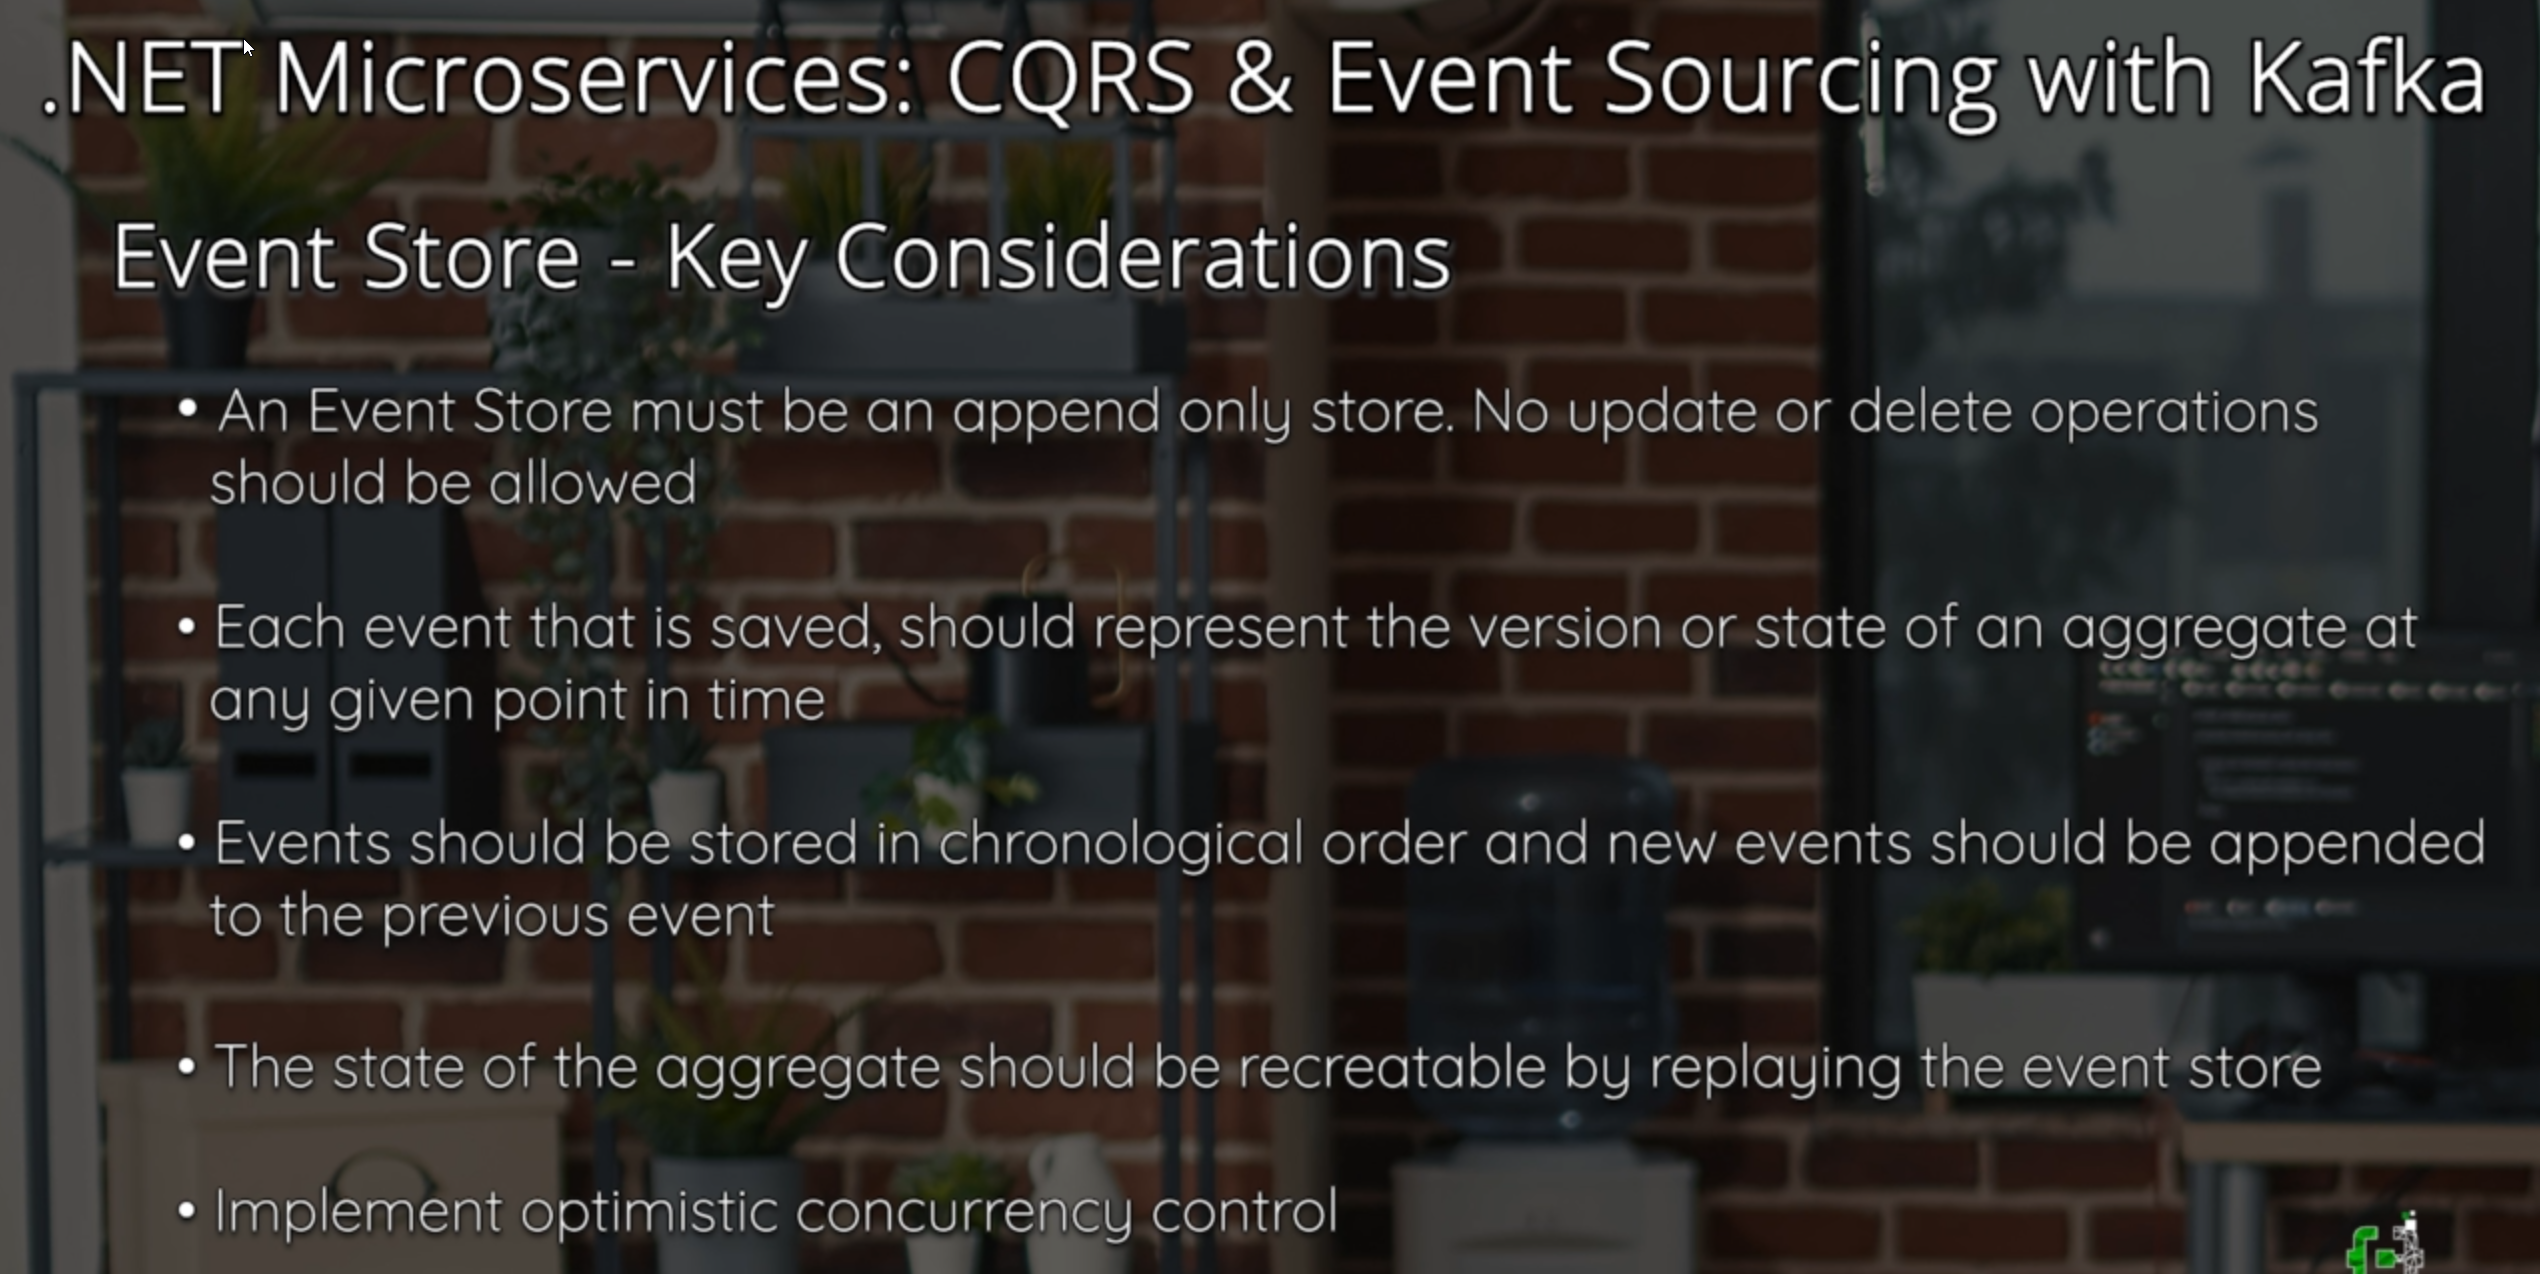 .NET Microservices: CQRS & Event Sourcing with Kafka
Event Store - Key Considerations
• An Event Store must be an append only store. No update or delete operations
should be allowed
• Each event that is saved, should represent the version or state of an aggregate at
any given point in time
• Events should be stored in chronological order and new events should be appended
to the previous event
• The state of the aggregate should be recreatable by replaying the event store
• Implement optimistic concurrency control